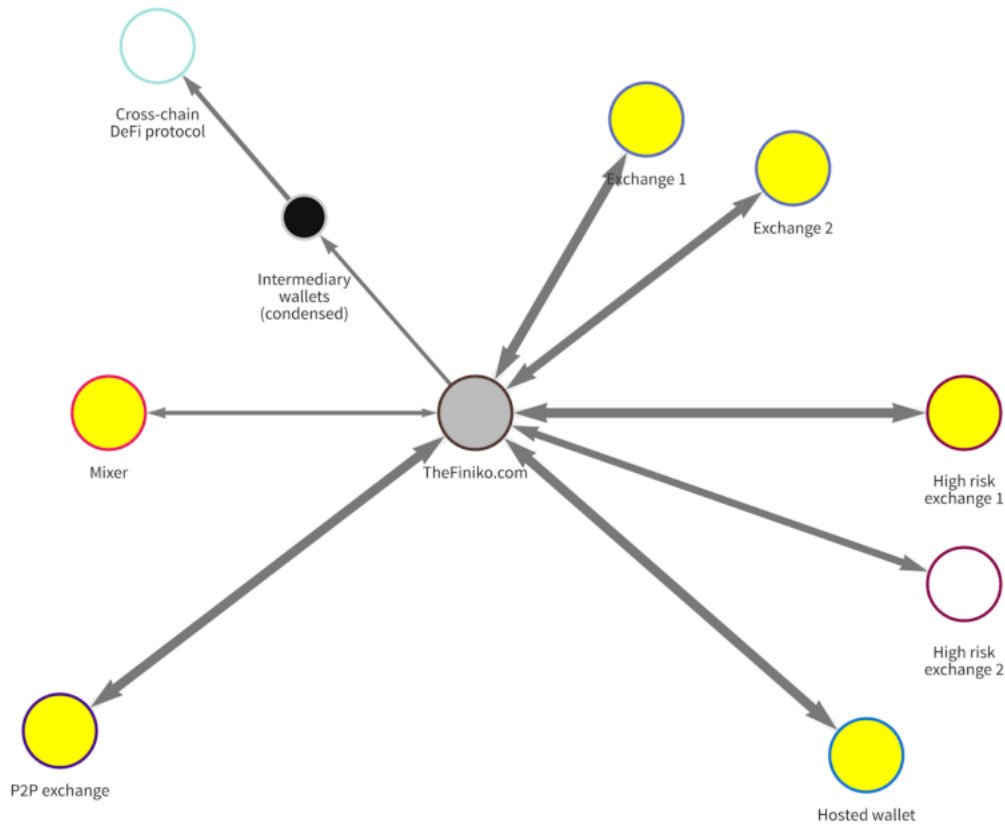 Cross-chain
DeFi protocol
Exchange 1
Exchange 2
Intermediary
wallets
(condensed)
Mixer
TheFiniko.com
High risk
exchange 1
High risk
exchange 2
P2P exchange
Hosted wallet